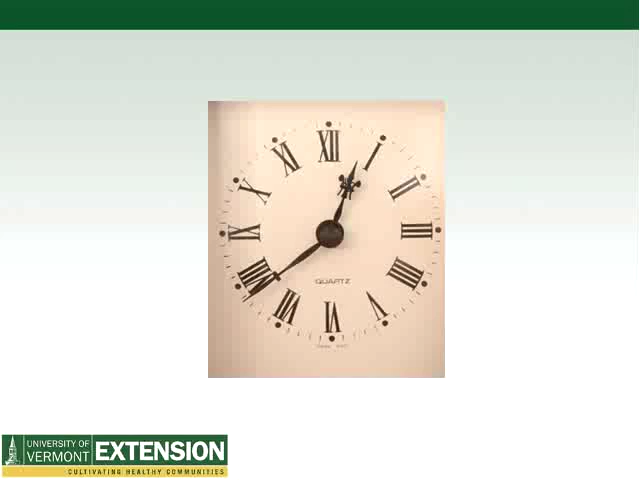 XII
I
II
III
IIII
V
VI
VII
VIII
IX
X
XI
QUARTZ
UNIVERSITY OF
VERMONT
EXTENSION
CULTIVATING HEALTHY COMMUNITIES